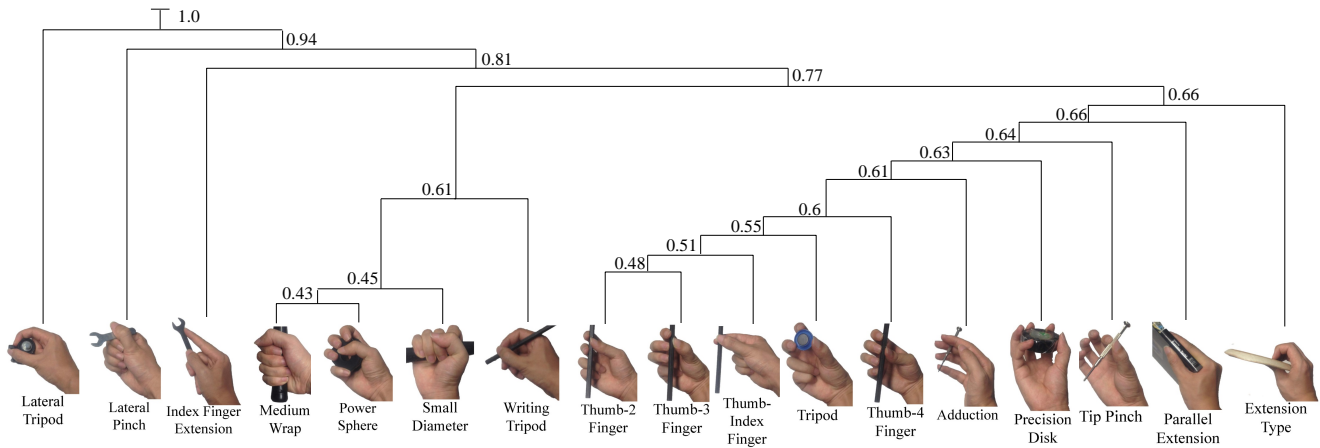 1.0
0.94
0.81
0.77
0.66
0.66
0.64
0.63
0.61
0.61
0.6
0.55
0.51
0.48
0.45
0.43
Lateral
Tripod
Lateral
Pinch
Index Finger
Extension
Medium
Wrap
Power
Sphere
Small
Diameter
Writing
Tripod
Thumb-2
Finger
Thumb-3
Finger
Thumb-
Index
Finger
Tripod
Thumb-4
Finger
Adduction
Precision
Disk
Tip Pinch
Parallel
Extension
Extension
Type